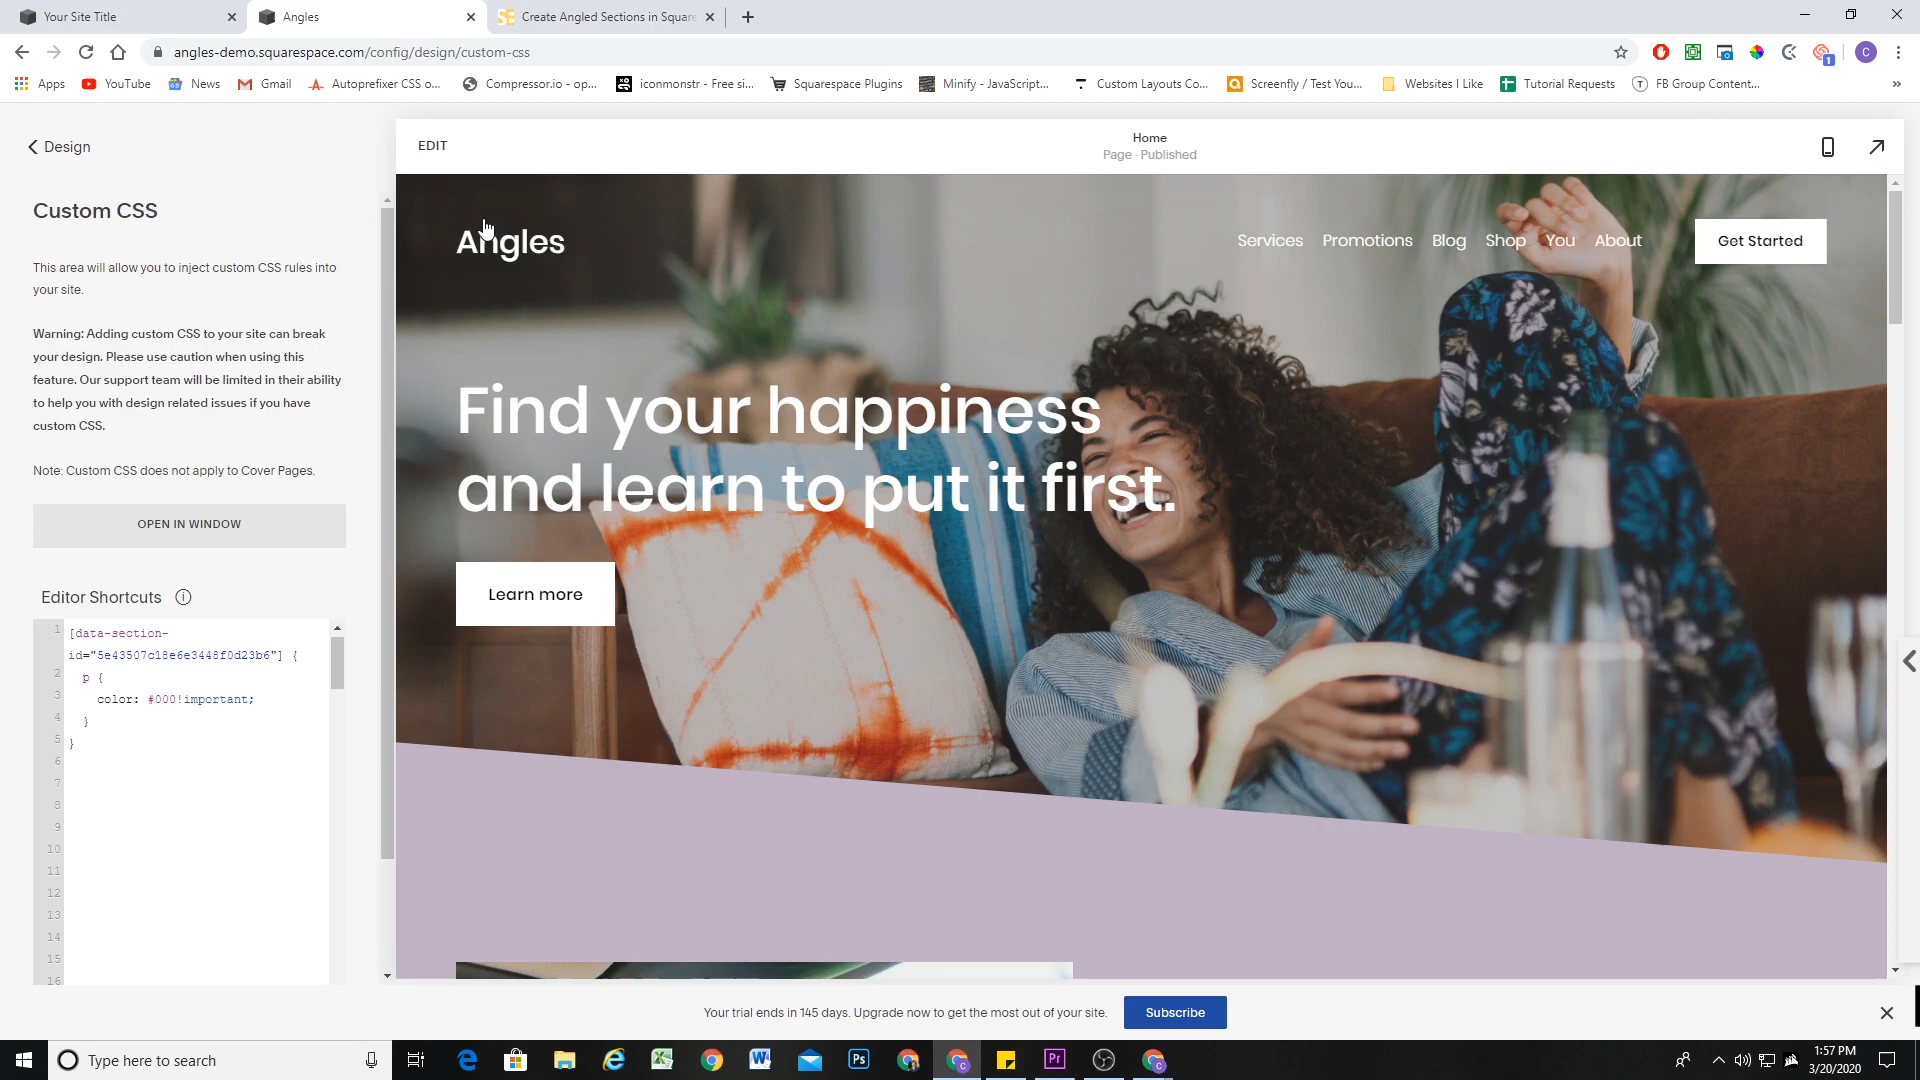 Your Site Title
Angles
Create Angled Sections in Square
angles-demo.squarespace.com/config/design/custom-css
Apps
YouTube
News
Gmail
Autoprefixer CSS o...
Compressor.io - op...
iconmonstr - Free si...
Squarespace Plugins
Minify - JavaScript...
Custom Layouts Co...
Screenfly / Test You...
Websites I Like
Tutorial Requests
FB Group Content...
»
Design
EDIT
Home
Page · Published
Custom CSS
This area will allow you to inject custom CSS rules into
your site.
Warning: Adding custom CSS to your site can break
your design. Please use caution when using this
feature. Our support team will be limited in their ability
to help you with design related issues if you have
custom CSS.
Note: Custom CSS does not apply to Cover Pages.
OPEN IN WINDOW
Editor Shortcuts
1 [data-section-
id="5e43507c18e6e3448f0d23b6"] {
2 p {
3 color: #000!important;
4 }
5 }
6
7
8
9
10
11
12
13
14
15
16
Angles
Services Promotions Blog Shop You About
Get Started
Find your happiness
and learn to put it first.
Learn more
Your trial ends in 145 days. Upgrade now to get the most out of your site.
Subscribe
Type here to search
1:57 PM
3/20/2020